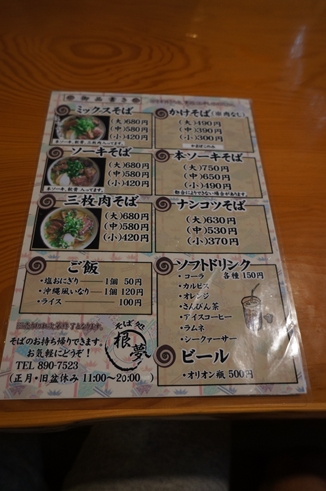 御品書き
ミックスそば
(大)680円
(中)580円
(小)420円
かけそば(※肉なし)
(大)490円
(中)390円
(小)300円
ソーキそば
(大)680円
(中)580円
(小)420円
本ソーキそば
(大)750円
(中)650円
(小)490円
三枚肉そば
(大)680円
(中)580円
(小)420円
ナンコツそば
(大)630円
(中)530円
(小)370円
ご飯
・塩おにぎり──1個 50円
・沖縄風いなり──1個 120円
・ライス────100円
ソフトドリンク
各種 150円
・コーラ
・カルピス
・オレンジ
・さんぴん茶
・アイスコーヒー
・ラムネ
・シークァーサー
ビール
・オリオン瓶 500円
そばのお持ち帰りできます。
お気軽にどうぞ!
TEL 890-7523
(正月・旧盆休み 11:00〜20:00 )
そば処
根夢